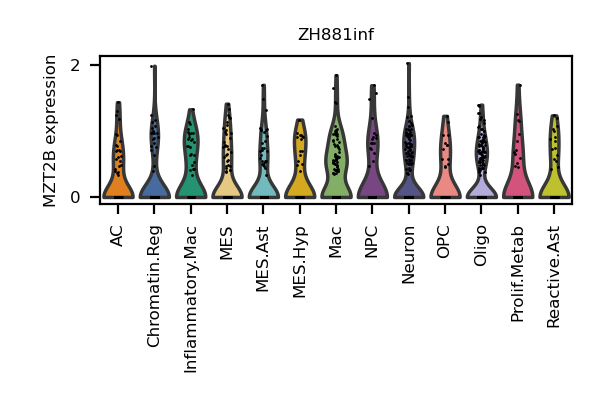 ZH881inf
MZT2B expression
2
0
AC
Chromatin.Reg
Inflammatory.Mac
MES
MES.Ast
MES.Hyp
Mac
NPC
Neuron
OPC
Oligo
Prolif.Metab
Reactive.Ast